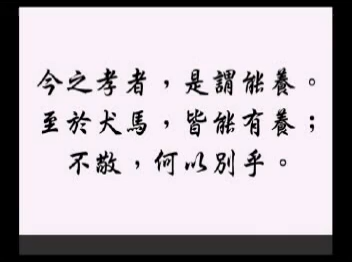 今之孝者，是謂能養。
至於犬馬，皆能有養；
不敬，何以別乎。